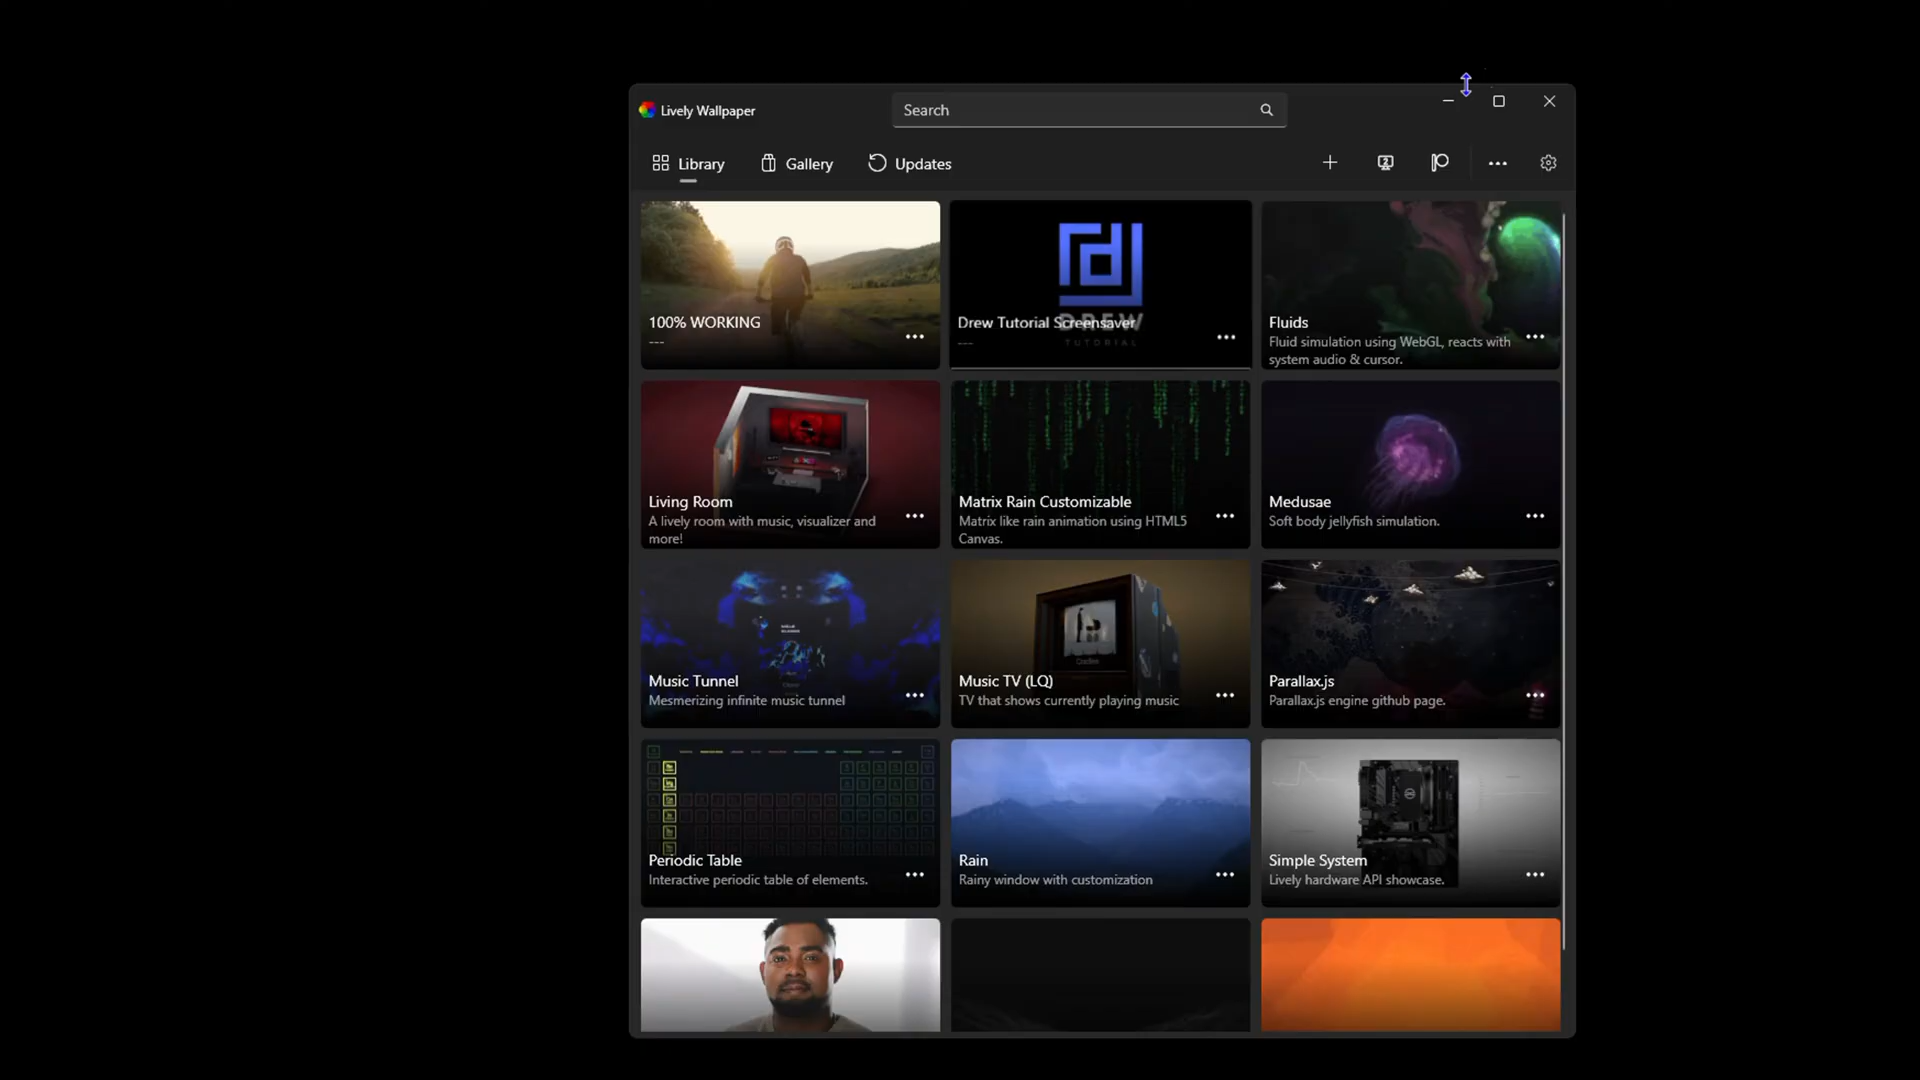 Lively Wallpaper
Search
Library
Gallery
Updates
100% WORKING
---
Drew Tutorial Screensaver
---
DREW
TUTORIAL
Fluids
Fluid simulation using WebGL, reacts with
system audio & cursor.
Living Room
A lively room with music, visualizer and
more!
Matrix Rain Customizable
Matrix like rain animation using HTML5
Canvas.
Medusae
Soft body jellyfish simulation.
Music Tunnel
Mesmerizing infinite music tunnel
Music TV (LQ)
TV that shows currently playing music
Parallax.js
Parallax.js engine github page.
Periodic Table
Interactive periodic table of elements.
Rain
Rainy window with customization
Simple System
Lively hardware API showcase.